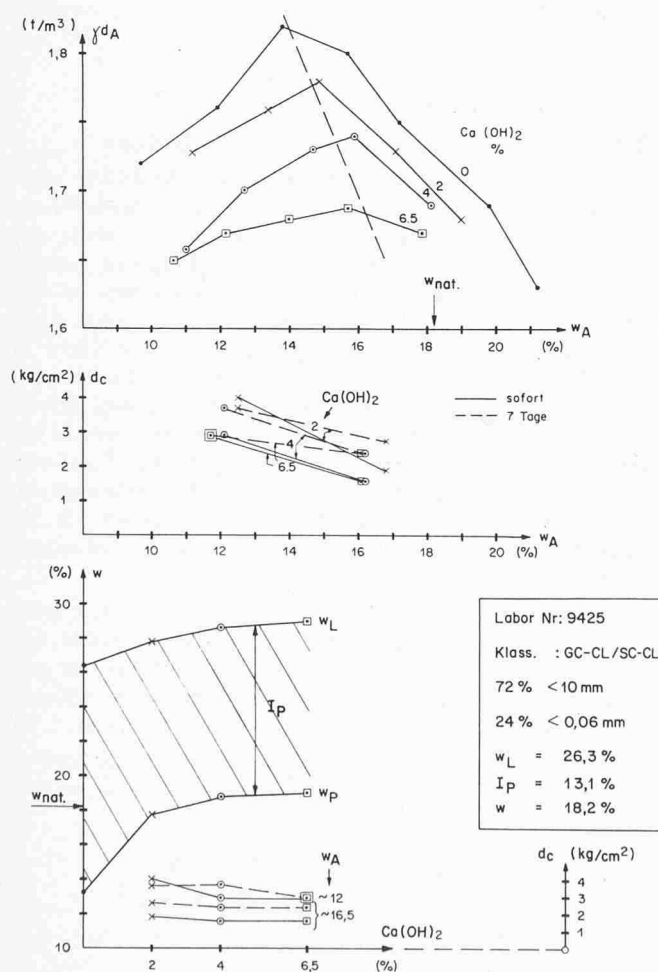 (t/m³) γdA
1,8
1,7
1,6
Ca (OH)2
%
0
2
4
6.5
wnat.
10 12 14 16 18 20 wA
(%)
(kg/cm²) dc
4
3
2
1
Ca(OH)2
2
4
6.5
sofort
7 Tage
10 12 14 16 18 20 wA
(%)
(%) w
30
20
10
wL
IP
wP
wnat.
wA
~12
~16,5
Ca(OH)2
2 4 6,5 (%)
Labor Nr: 9425
Klass. : GC-CL/SC-CL
72 % < 10 mm
24 % < 0,06 mm
wL = 26,3 %
IP = 13,1 %
w = 18,2 %
dc (kg/cm²)
4
3
2
1
0